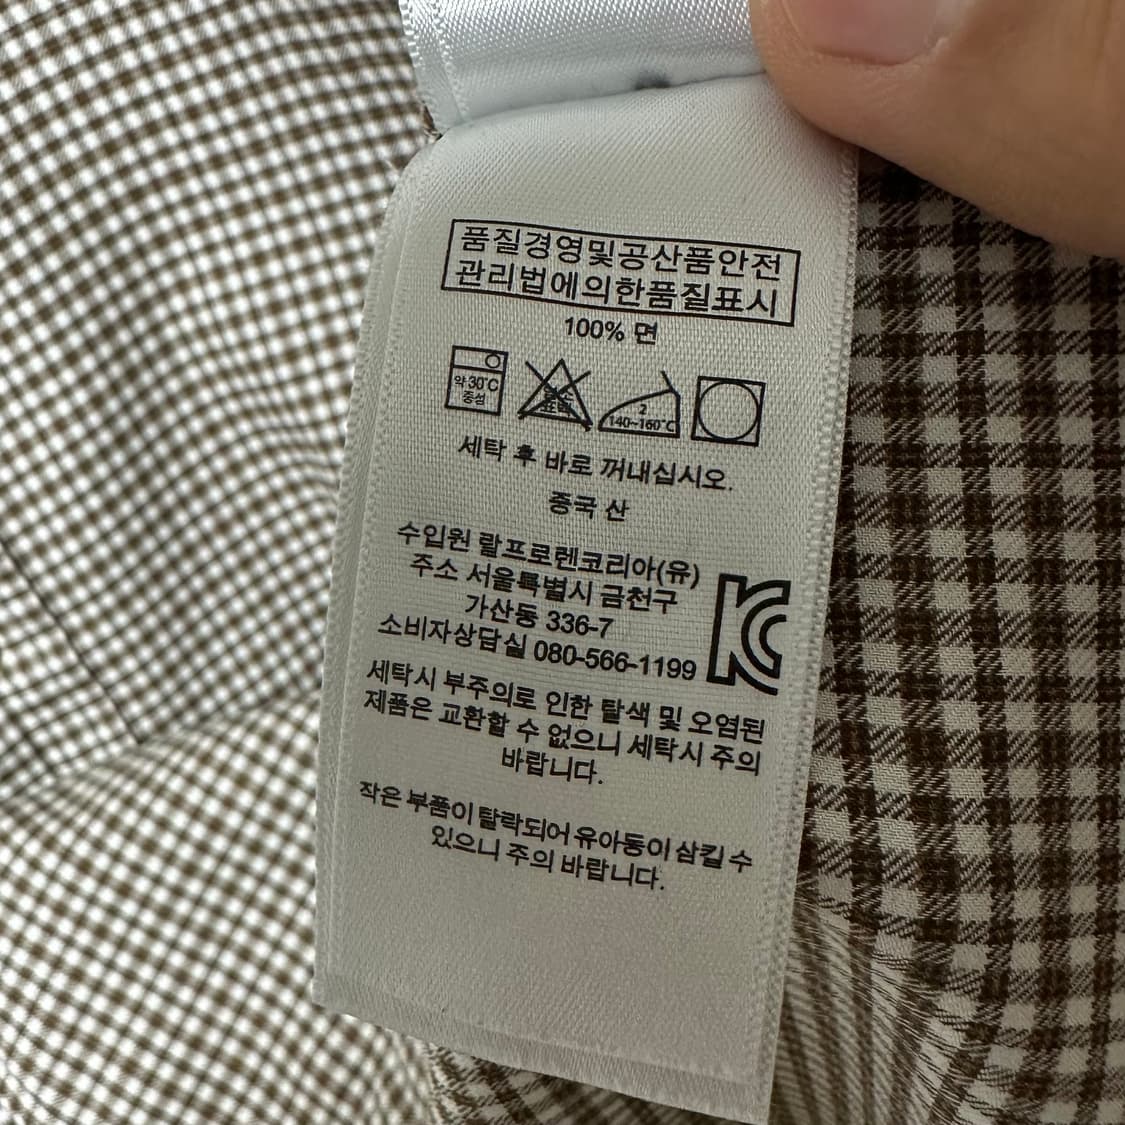 품질경영및공산품안전
관리법에의한품질표시
100% 면
약 30°C
중성
염소
표백
2
140~160°C
세탁 후 바로 꺼내십시오.
중국 산
수입원 랄프로렌코리아(유)
주소 서울특별시 금천구
가산동 336-7
소비자상담실 080-566-1199
세탁시 부주의로 인한 탈색 및 오염된
제품은 교환할 수 없으니 세탁시 주의
바랍니다.
작은 부품이 탈락되어 유아동이 삼킬 수
있으니 주의 바랍니다.